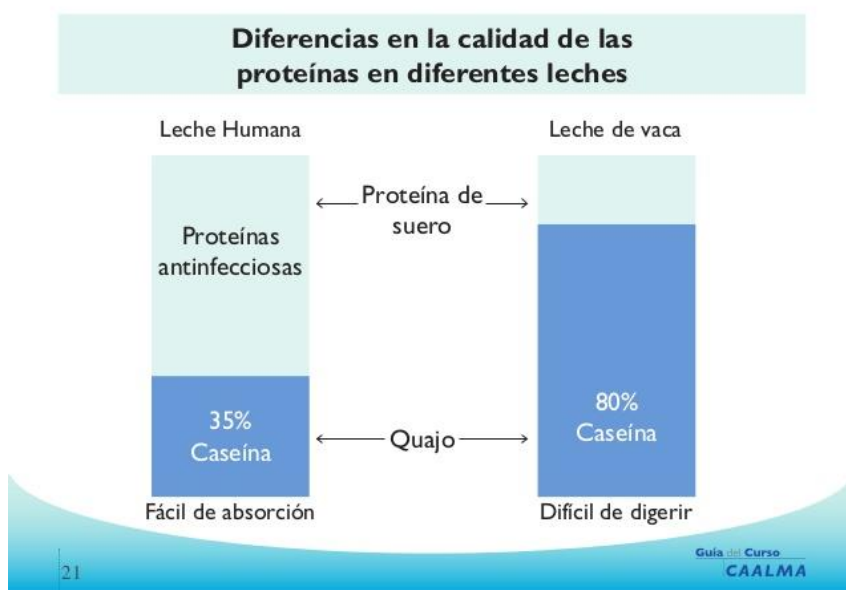 Diferencias en la calidad de las
proteínas en diferentes leches
Leche Humana
Leche de vaca
Proteína de
suero
Proteínas
antinfecciosas
35%
Caseína
Quajo
80%
Caseína
Fácil de absorción
Difícil de digerir
21
Guía del Curso
CAALMA